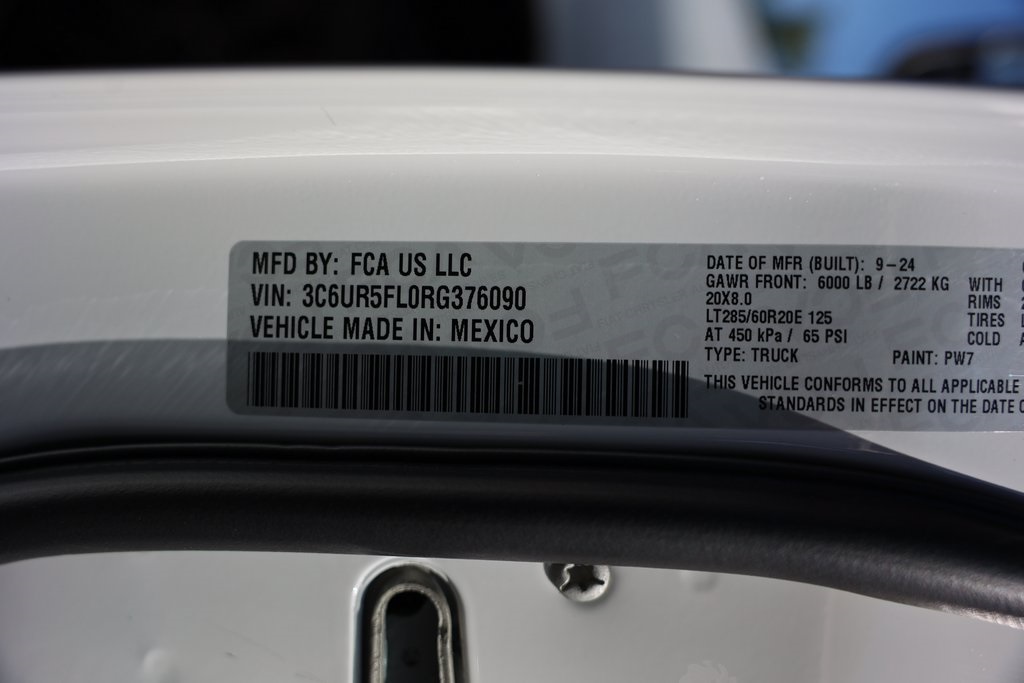 MFD BY: FCA US LLC
VIN: 3C6UR5FL0RG376090
VEHICLE MADE IN: MEXICO
DATE OF MFR (BUILT): 9-24
GAWR FRONT: 6000 LB / 2722 KG WITH
20X8.0 RIMS
LT285/60R20E 125 TIRES
AT 450 kPa / 65 PSI COLD
TYPE: TRUCK PAINT: PW7
THIS VEHICLE CONFORMS TO ALL APPLICABLE
STANDARDS IN EFFECT ON THE DATE